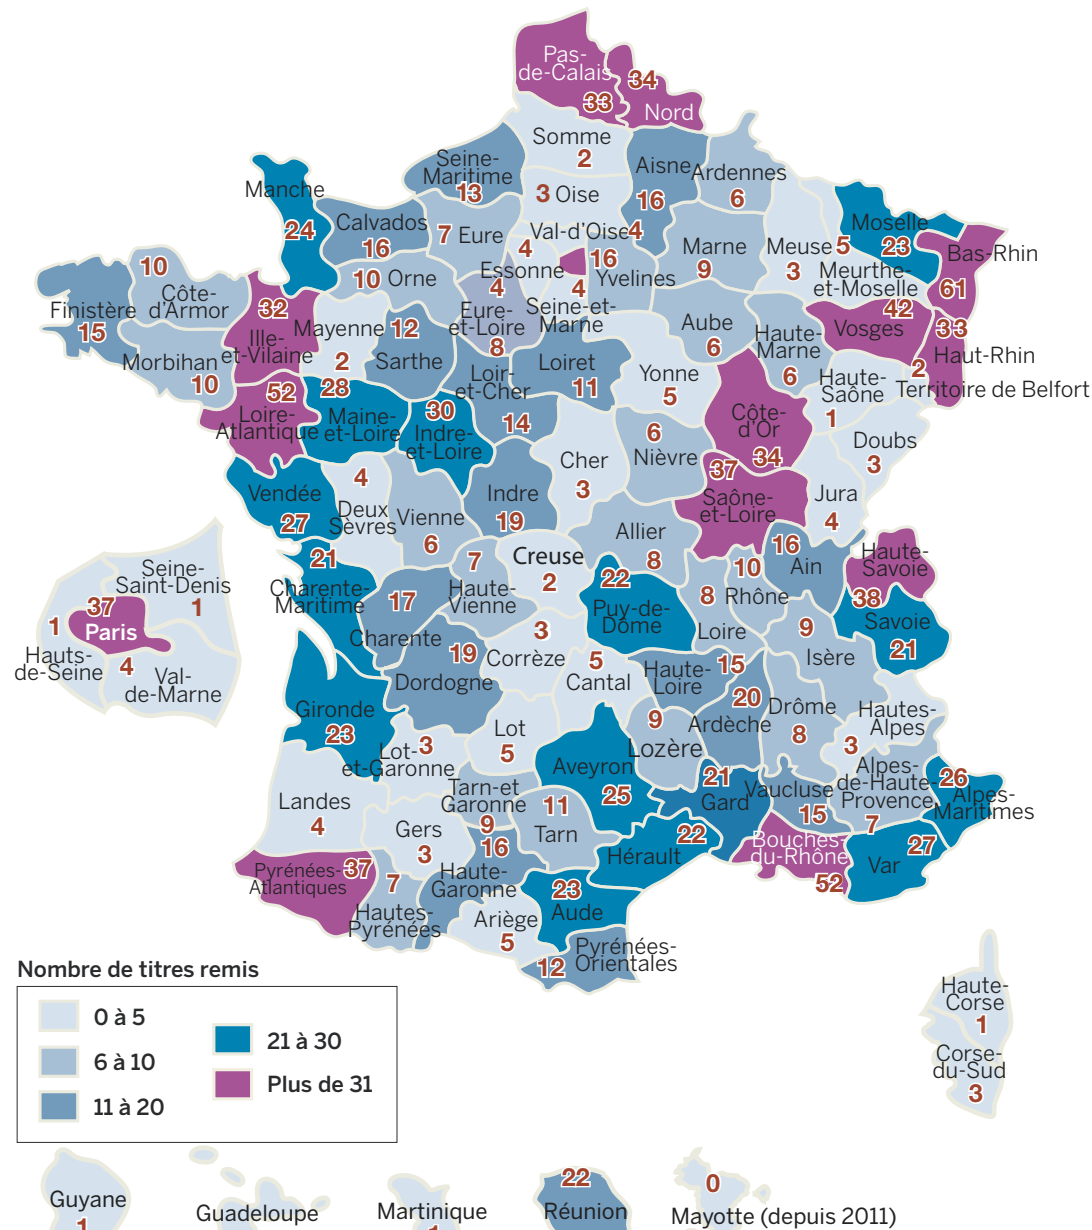 Pas-
de-Calais
33
34
Nord
Somme
2
Seine-
Maritime
13
Aisne
16
Ardennes
6
3 Oise
Manche
24
Calvados
16
7 Eure
Val-d'Oise
4
4
Marne
9
Meuse
3
5
Moselle
23
Bas-Rhin
61
Meurthe-
et-Moselle
10 Orne
Essonne
4
16
Yvelines
4
Seine-et-
Marne
10
Côte-
d'Armor
Finistère
15
Morbihan
10
32
Ille-
et-Vilaine
Mayenne
2
12
Sarthe
Eure-
et-Loire
8
Loiret
11
Aube
6
Haute-
Marne
6
42
Vosges
33
Haut-Rhin
2
Territoire de Belfort
Haute-
Saône
1
Yonne
5
Loir-
et-Cher
14
52
Loire-
Atlantique
28
Maine-
et-Loire
30
Indre-
et-Loire
Côte-
d'Or
34
Doubs
3
6
Nièvre
Cher
3
37
Saône-
et-Loire
Jura
4
Vendée
27
4
Deux
Sèvres
Vienne
6
Indre
19
Allier
8
16
Ain
Haute-
Savoie
38
Seine-
Saint-Denis
1
37
Paris
1
Hauts-
de-Seine
4
Val-
de-Marne
21
Charente-
Maritime
17
Charente
7
Haute-
Vienne
Creuse
2
22
Puy-de-
Dôme
10
Rhône
8
Loire
Savoie
21
9
Isère
3
Corrèze
19
Dordogne
5
Cantal
Haute-
Loire
15
20
Ardèche
Drôme
8
Hautes-
Alpes
3
Gironde
23
3
Lot-
et-Garonne
Lot
5
Aveyron
25
9
Lozère
21
Gard
Vaucluse
15
Alpes-
de-Haute-
Provence
7
26
Alpes-
Maritimes
Landes
4
Tarn-et
Garonne
9
11
Tarn
Gers
3
16
Haute-
Garonne
22
Hérault
Bouches-
du-Rhône
52
27
Var
Pyrénées-
Atlantiques
37
7
Hautes-
Pyrénées
Ariège
5
23
Aude
Pyrénées-
Orientales
12
Haute-
Corse
1
Corse-
du-Sud
3
Nombre de titres remis
0 à 5
6 à 10
11 à 20
21 à 30
Plus de 31
Guyane
Guadeloupe
Martinique
22
Réunion
0
Mayotte (depuis 2011)